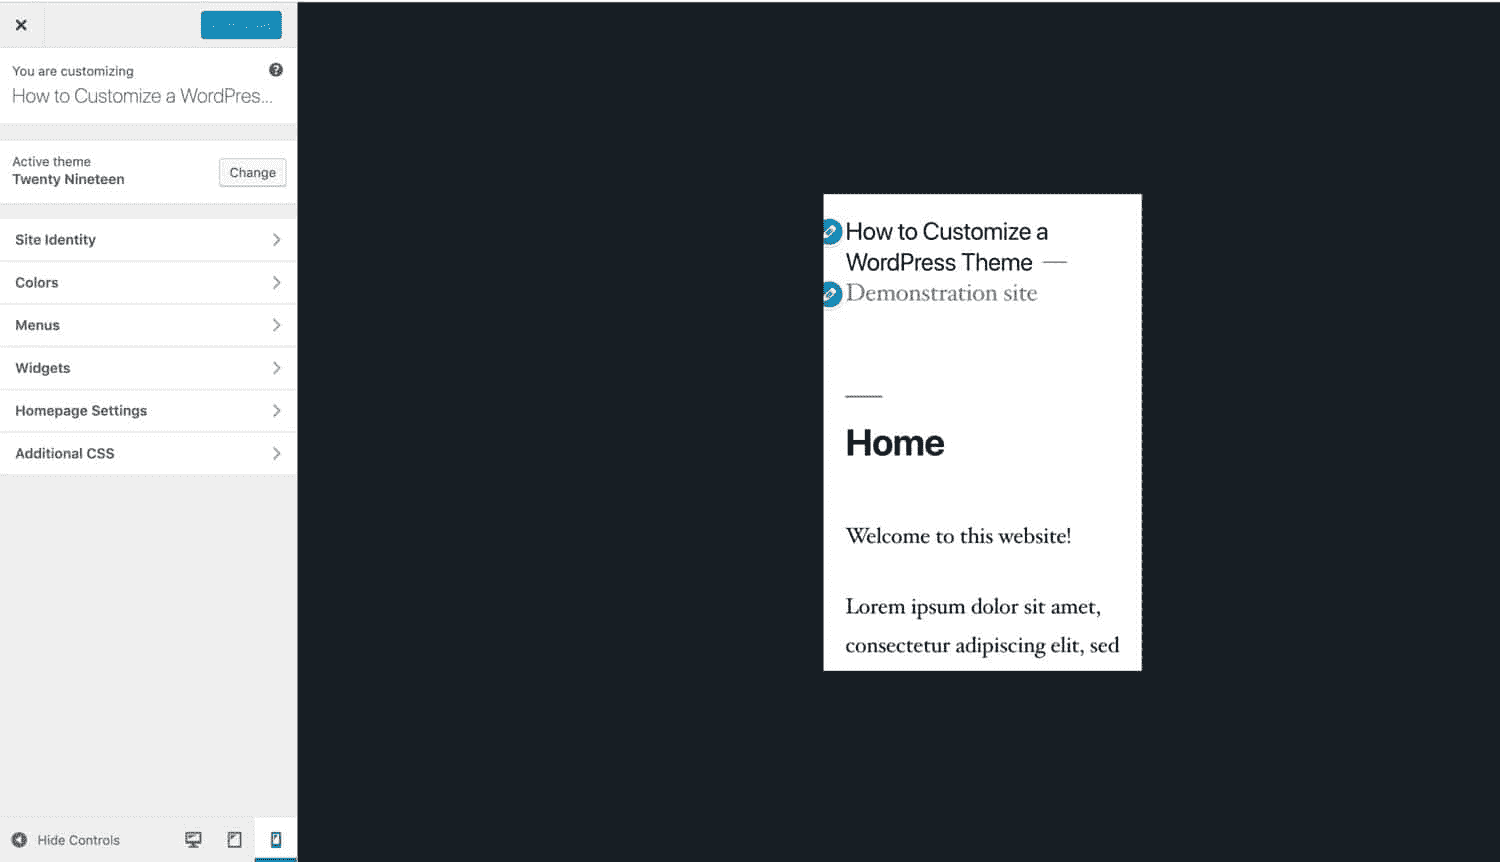 You are customizing
How to Customize a WordPres...
Active theme
Twenty Nineteen
Change
Site Identity
Colors
Menus
Widgets
Homepage Settings
Additional CSS
Hide Controls
How to Customize a
WordPress Theme —
Demonstration site
Home
Welcome to this website!
Lorem ipsum dolor sit amet,
consectetur adipiscing elit, sed